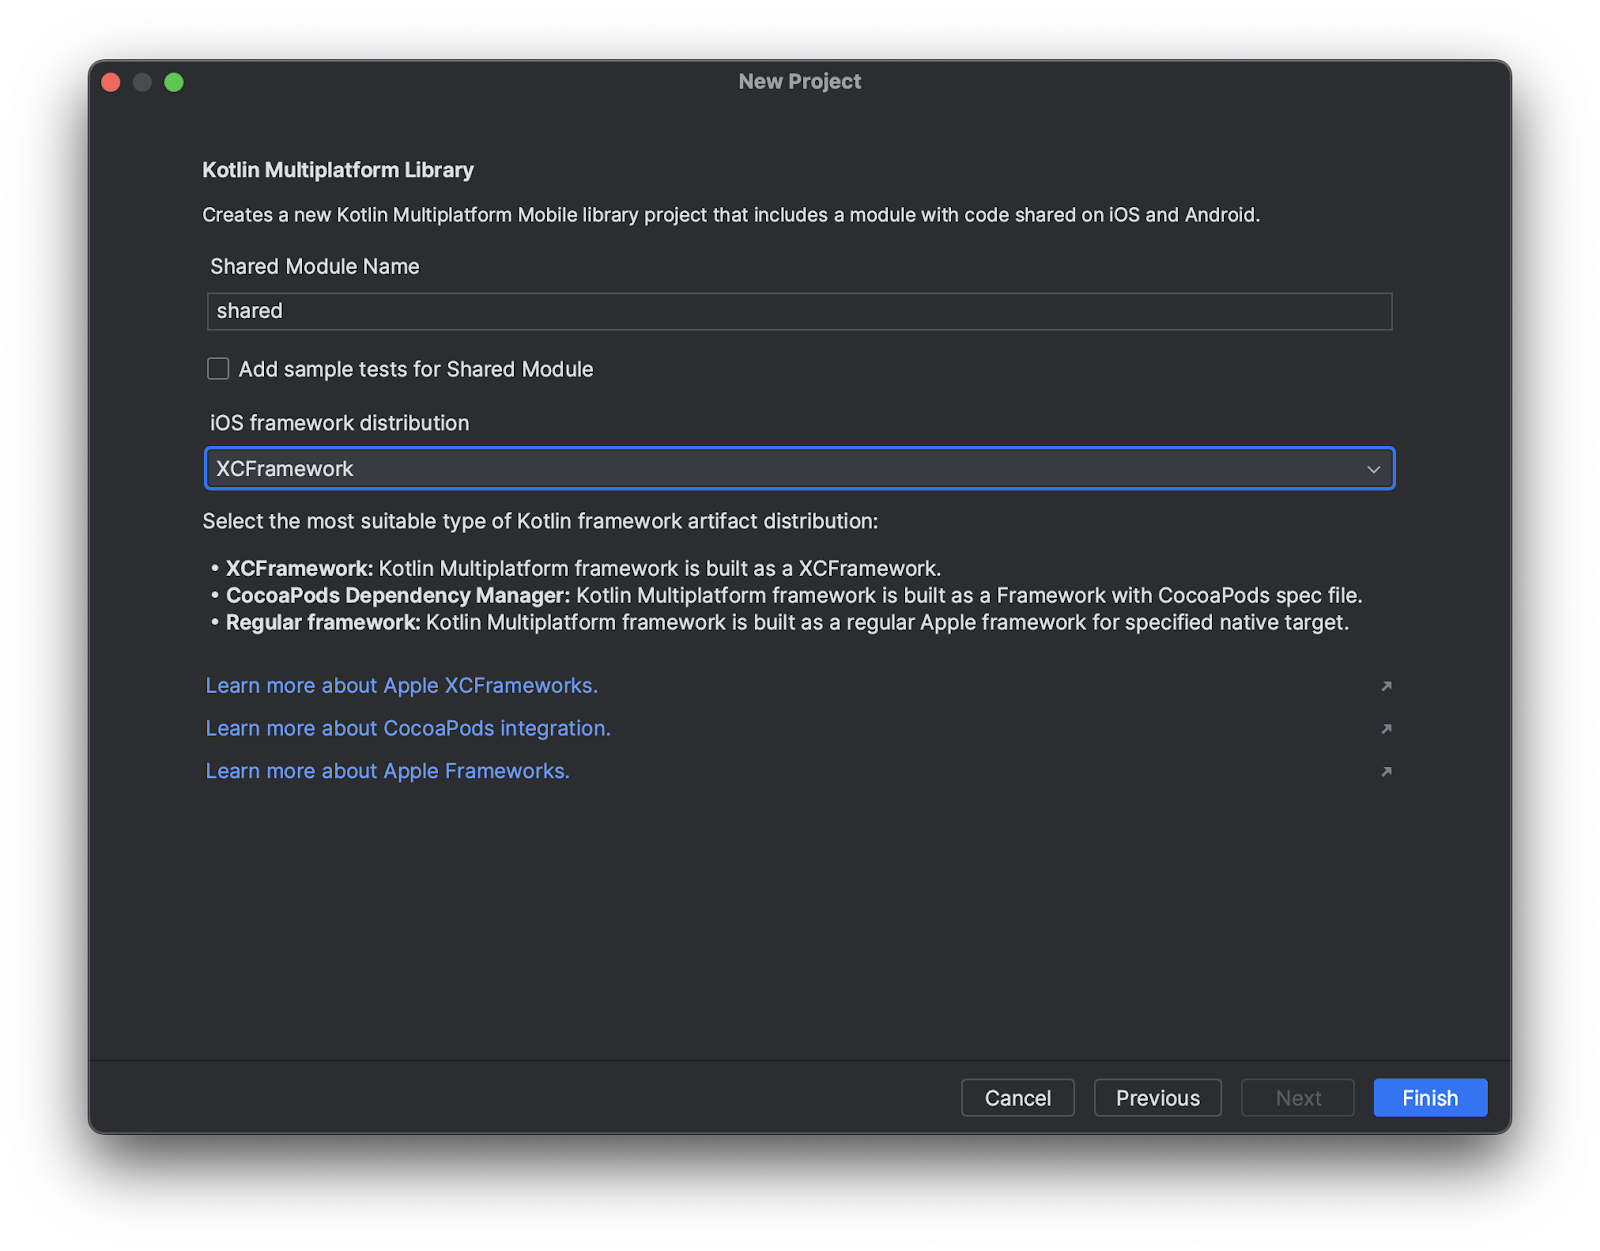 New Project
Kotlin Multiplatform Library
Creates a new Kotlin Multiplatform Mobile library project that includes a module with code shared on iOS and Android.
Shared Module Name
shared
Add sample tests for Shared Module
iOS framework distribution
XCFramework
Select the most suitable type of Kotlin framework artifact distribution:
• XCFramework: Kotlin Multiplatform framework is built as a XCFramework.
• CocoaPods Dependency Manager: Kotlin Multiplatform framework is built as a Framework with CocoaPods spec file.
• Regular framework: Kotlin Multiplatform framework is built as a regular Apple framework for specified native target.
Learn more about Apple XCFrameworks.
Learn more about CocoaPods integration.
Learn more about Apple Frameworks.
Cancel Previous Next Finish